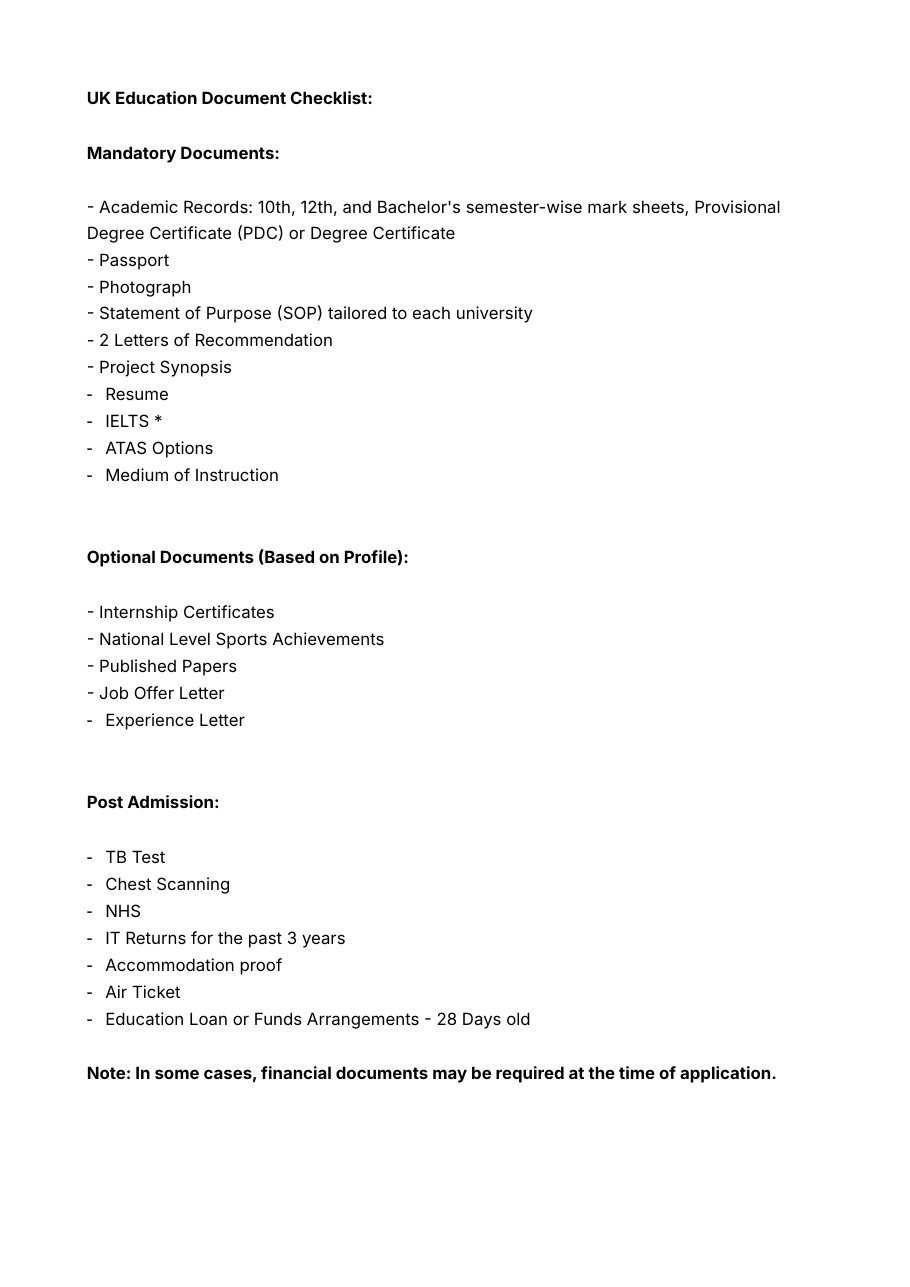 UK Education Document Checklist:
Mandatory Documents:
- Academic Records: 10th, 12th, and Bachelor's semester-wise mark sheets, Provisional
Degree Certificate (PDC) or Degree Certificate
- Passport
- Photograph
- Statement of Purpose (SOP) tailored to each university
- 2 Letters of Recommendation
- Project Synopsis
- Resume
- IELTS *
- ATAS Options
- Medium of Instruction
Optional Documents (Based on Profile):
- Internship Certificates
- National Level Sports Achievements
- Published Papers
- Job Offer Letter
- Experience Letter
Post Admission:
- TB Test
- Chest Scanning
- NHS
- IT Returns for the past 3 years
- Accommodation proof
- Air Ticket
- Education Loan or Funds Arrangements - 28 Days old
Note: In some cases, financial documents may be required at the time of application.